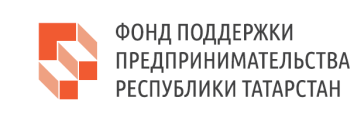 ФОНД ПОДДЕРЖКИ
ПРЕДПРИНИМАТЕЛЬСТВА
РЕСПУБЛИКИ ТАТАРСТАН